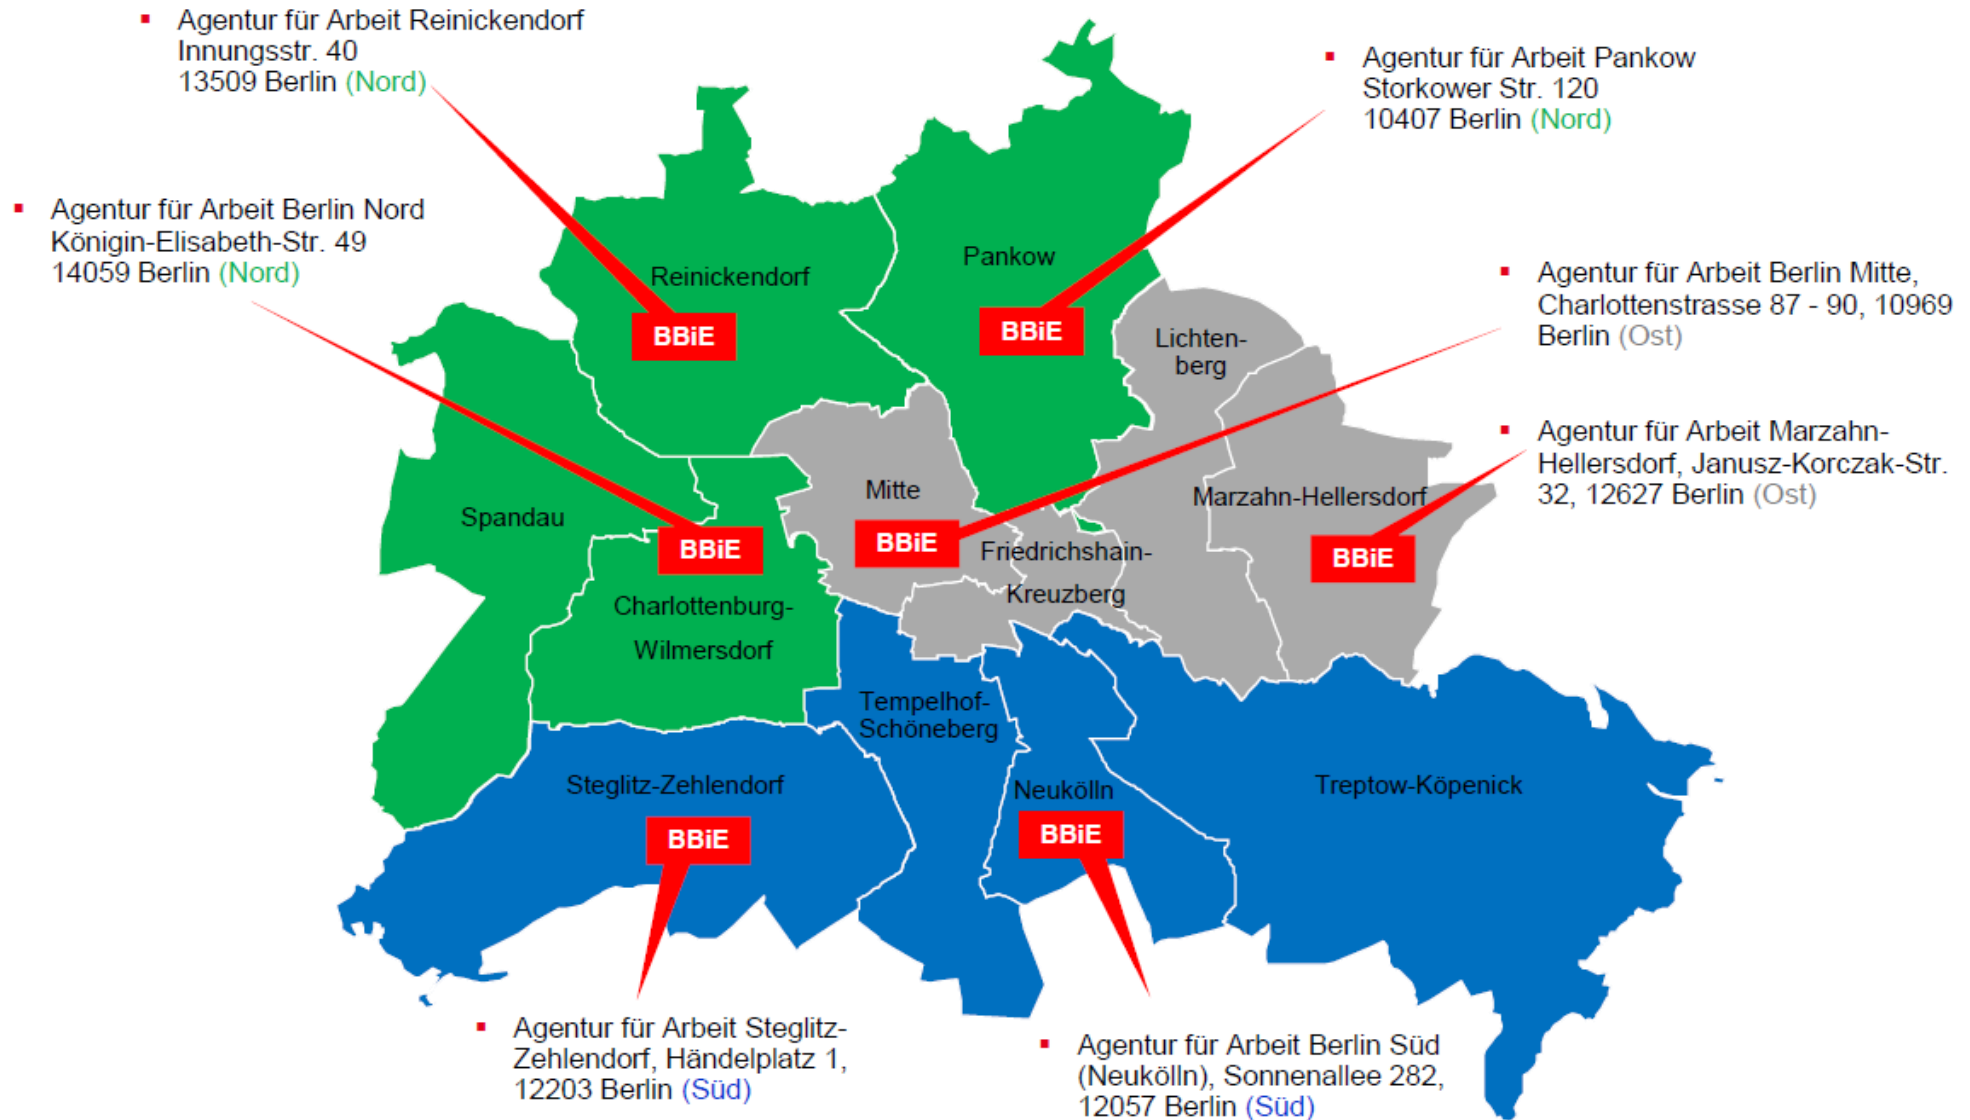 ▪ Agentur für Arbeit Reinickendorf
Innungsstr. 40
13509 Berlin (Nord)
▪ Agentur für Arbeit Pankow
Storkower Str. 120
10407 Berlin (Nord)
▪ Agentur für Arbeit Berlin Nord
Königin-Elisabeth-Str. 49
14059 Berlin (Nord)
▪ Agentur für Arbeit Berlin Mitte,
Charlottenstrasse 87 - 90, 10969
Berlin (Ost)
▪ Agentur für Arbeit Marzahn-
Hellersdorf, Janusz-Korczak-Str.
32, 12627 Berlin (Ost)
Reinickendorf
BBiE
Pankow
BBiE
Lichten-
berg
Spandau
BBiE
Charlottenburg-
Wilmersdorf
Mitte
BBiE
Friedrichshain-
Kreuzberg
Marzahn-Hellersdorf
BBiE
Tempelhof-
Schöneberg
Steglitz-Zehlendorf
BBiE
Neukölln
BBiE
Treptow-Köpenick
▪ Agentur für Arbeit Steglitz-
Zehlendorf, Händelplatz 1,
12203 Berlin (Süd)
▪ Agentur für Arbeit Berlin Süd
(Neukölln), Sonnenallee 282,
12057 Berlin (Süd)